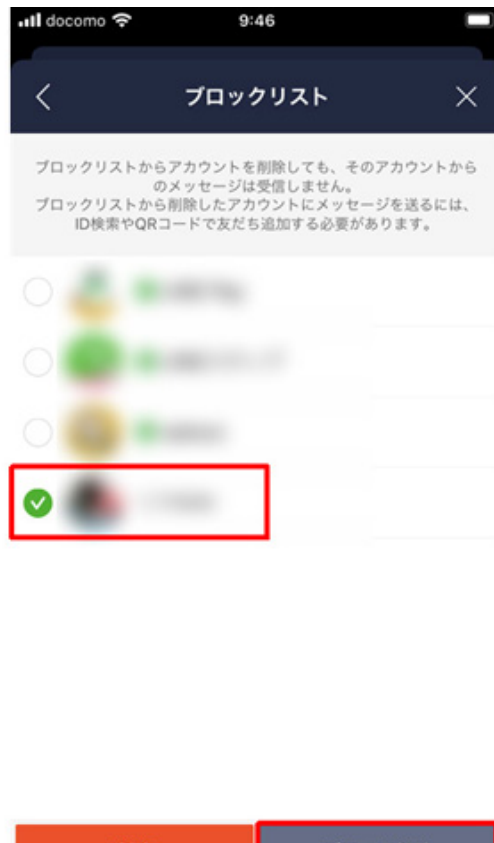 docomo
9:46
ブロックリスト
ブロックリストからアカウントを削除しても、そのアカウントから
のメッセージは受信しません。
ブロックリストから削除したアカウントにメッセージを送るには、
ID検索やQRコードで友だち追加する必要があります。